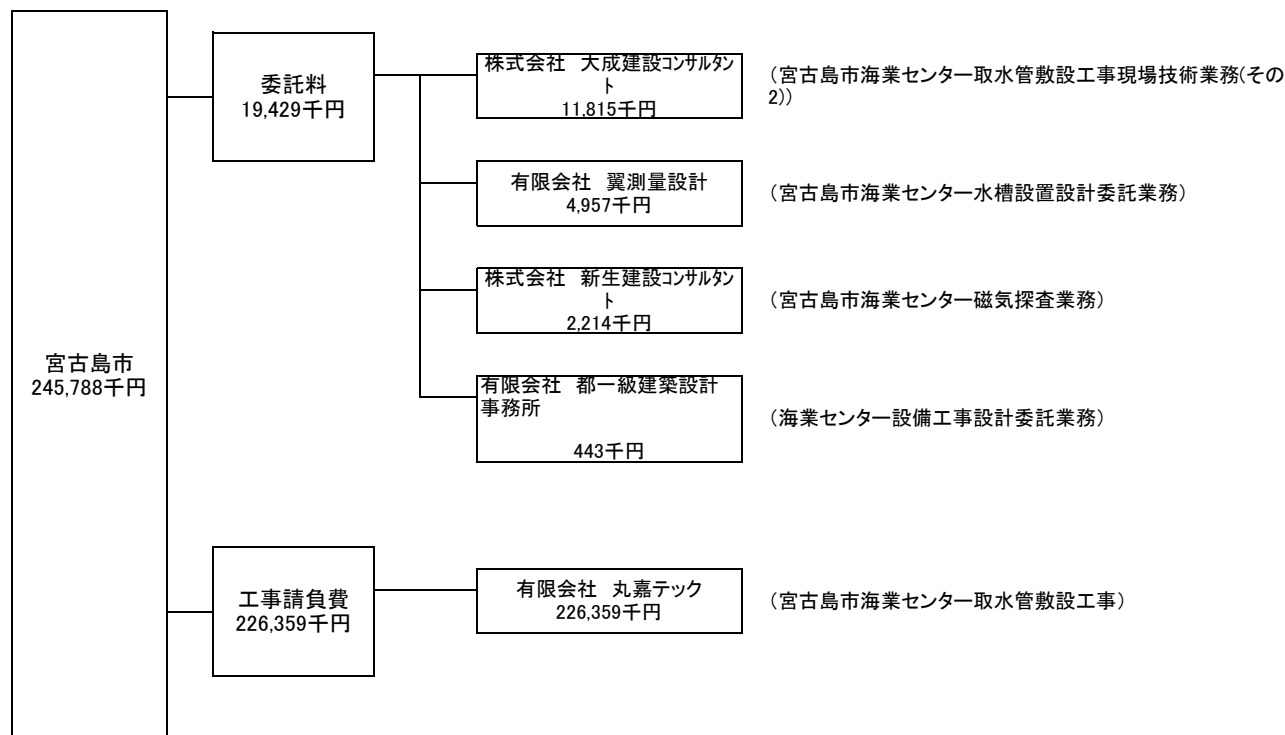 宮古島市
245,788千円
委託料
19,429千円
株式会社 大成建設コンサルタン
ト
11,815千円
(宮古島市海業センター取水管敷設工事現場技術業務(その
2))
有限会社 翼測量設計
4,957千円
(宮古島市海業センター水槽設置設計委託業務)
株式会社 新生建設コンサルタン
ト
2,214千円
(宮古島市海業センター磁気探査業務)
有限会社 都一級建築設計
事務所
443千円
(海業センター設備工事設計委託業務)
工事請負費
226,359千円
有限会社 丸嘉テック
226,359千円
(宮古島市海業センター取水管敷設工事)